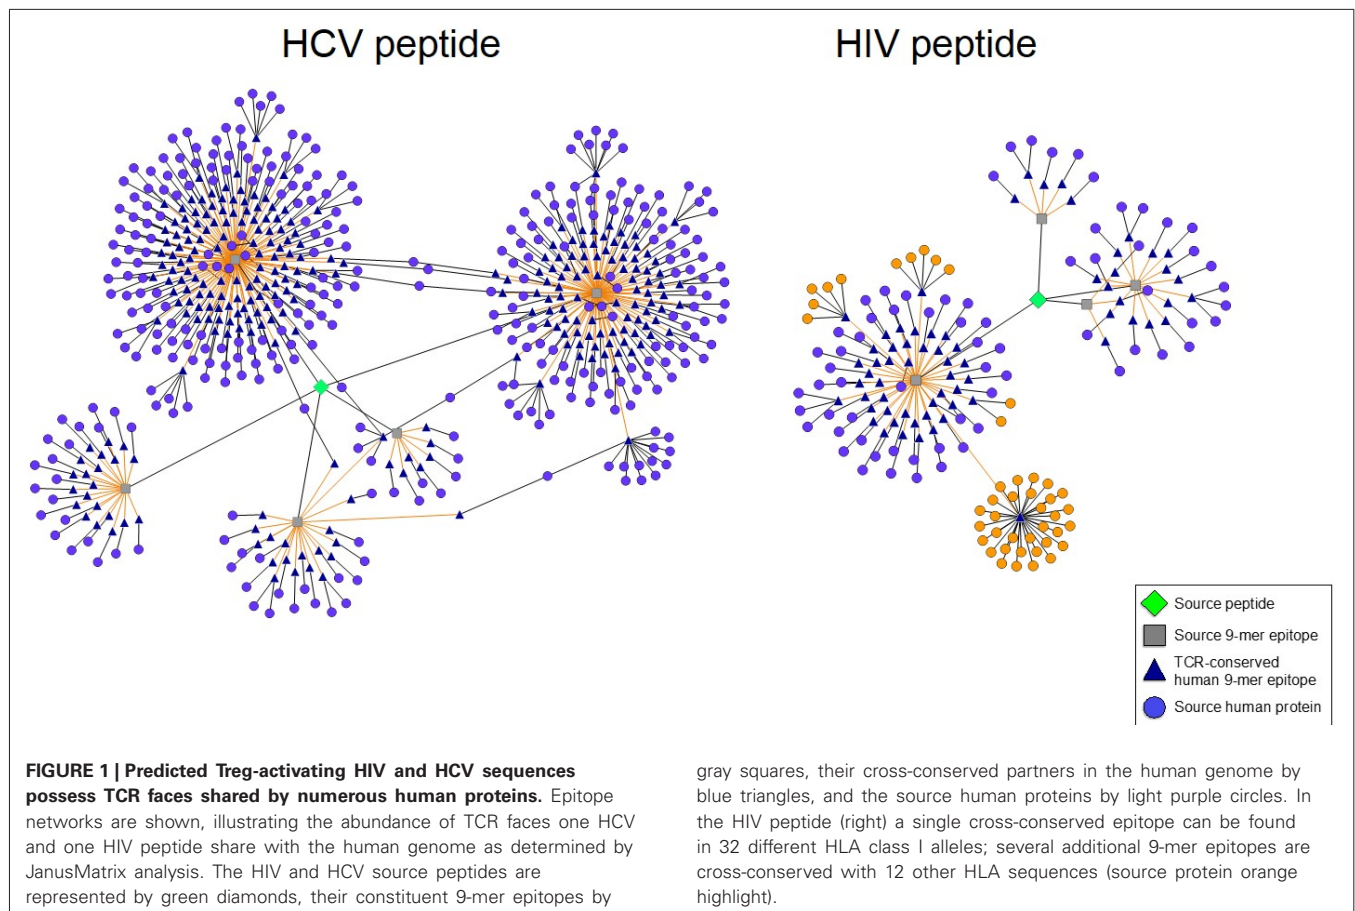 HCV peptide
HIV peptide
Source peptide
Source 9-mer epitope
TCR-conserved
human 9-mer epitope
Source human protein
FIGURE 1 | Predicted Treg-activating HIV and HCV sequences
possess TCR faces shared by numerous human proteins. Epitope
networks are shown, illustrating the abundance of TCR faces one HCV
and one HIV peptide share with the human genome as determined by
JanusMatrix analysis. The HIV and HCV source peptides are
represented by green diamonds, their constituent 9-mer epitopes by
gray squares, their cross-conserved partners in the human genome by
blue triangles, and the source human proteins by light purple circles. In
the HIV peptide (right) a single cross-conserved epitope can be found
in 32 different HLA class I alleles; several additional 9-mer epitopes are
cross-conserved with 12 other HLA sequences (source protein orange
highlight).